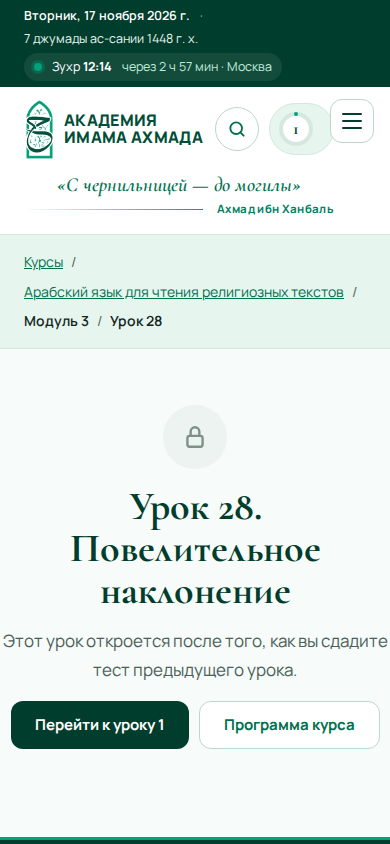 Вторник, 17 ноября 2026 г. ·
7 джумады ас-сании 1448 г. х.
Зухр 12:14 через 2 ч 57 мин · Москва
АКАДЕМИЯ
ИМАМА АХМАДА
1
«С чернильницей — до могилы»
Ахмад ибн Ханбаль
Курсы /
Арабский язык для чтения религиозных текстов /
Модуль 3 / Урок 28
Урок 28.
Повелительное
наклонение
Этот урок откроется после того, как вы сдадите
тест предыдущего урока.
Перейти к уроку 1
Программа курса